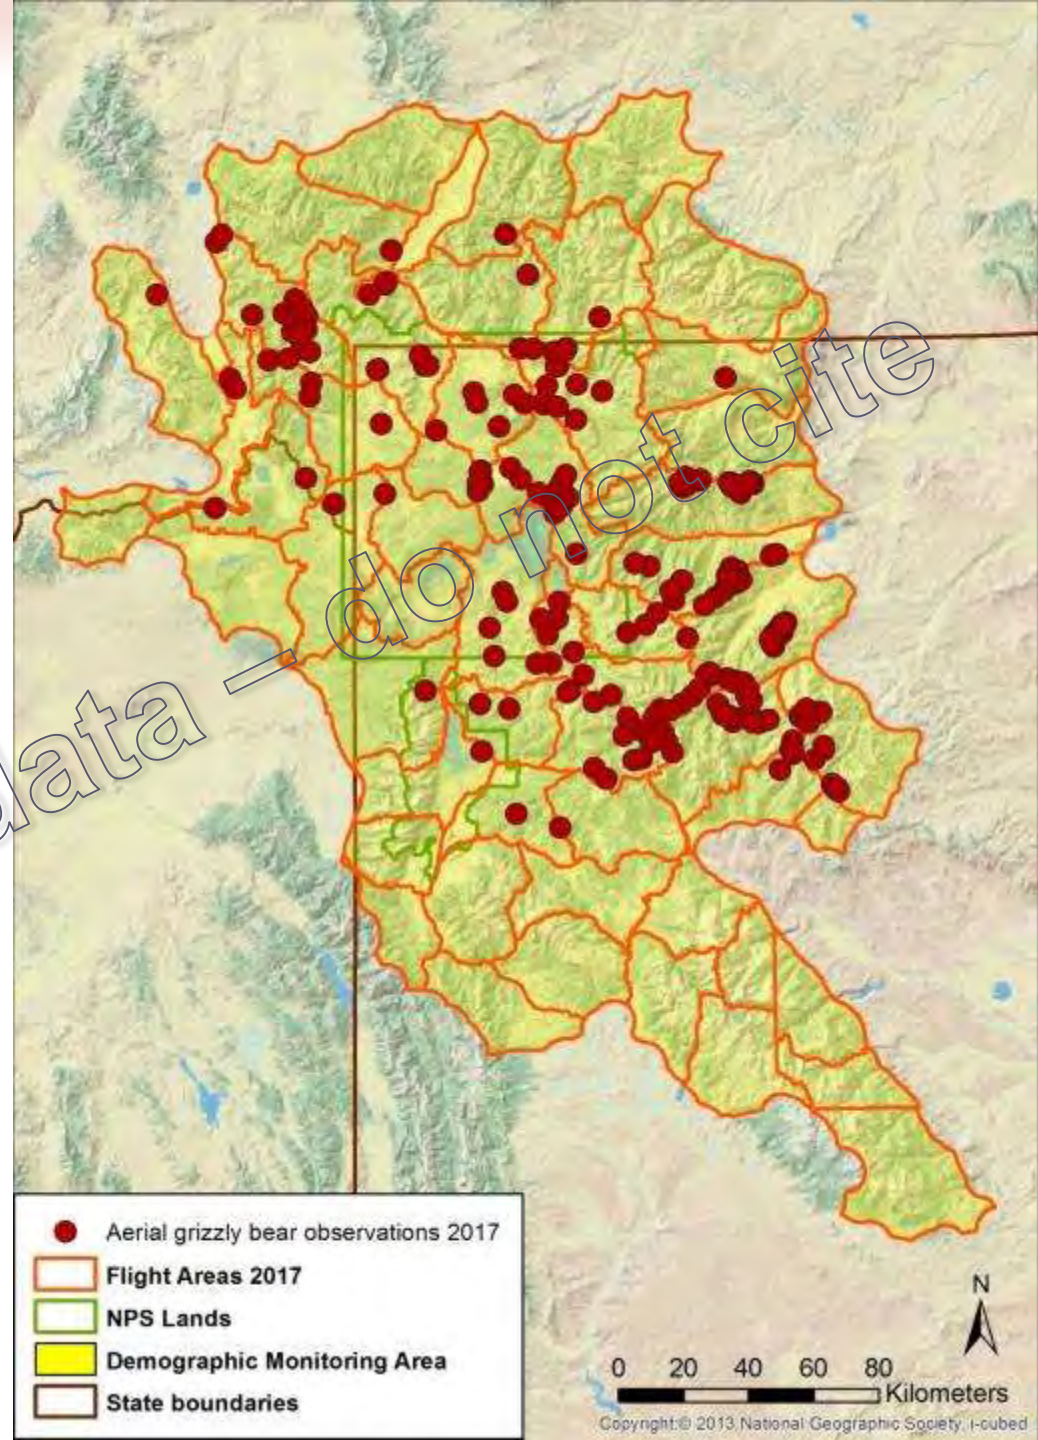 data – do not cite
Aerial grizzly bear observations 2017
Flight Areas 2017
NPS Lands
Demographic Monitoring Area
State boundaries
N
0 20 40 60 80
Kilometers
Copyright:© 2013 National Geographic Society, i-cubed